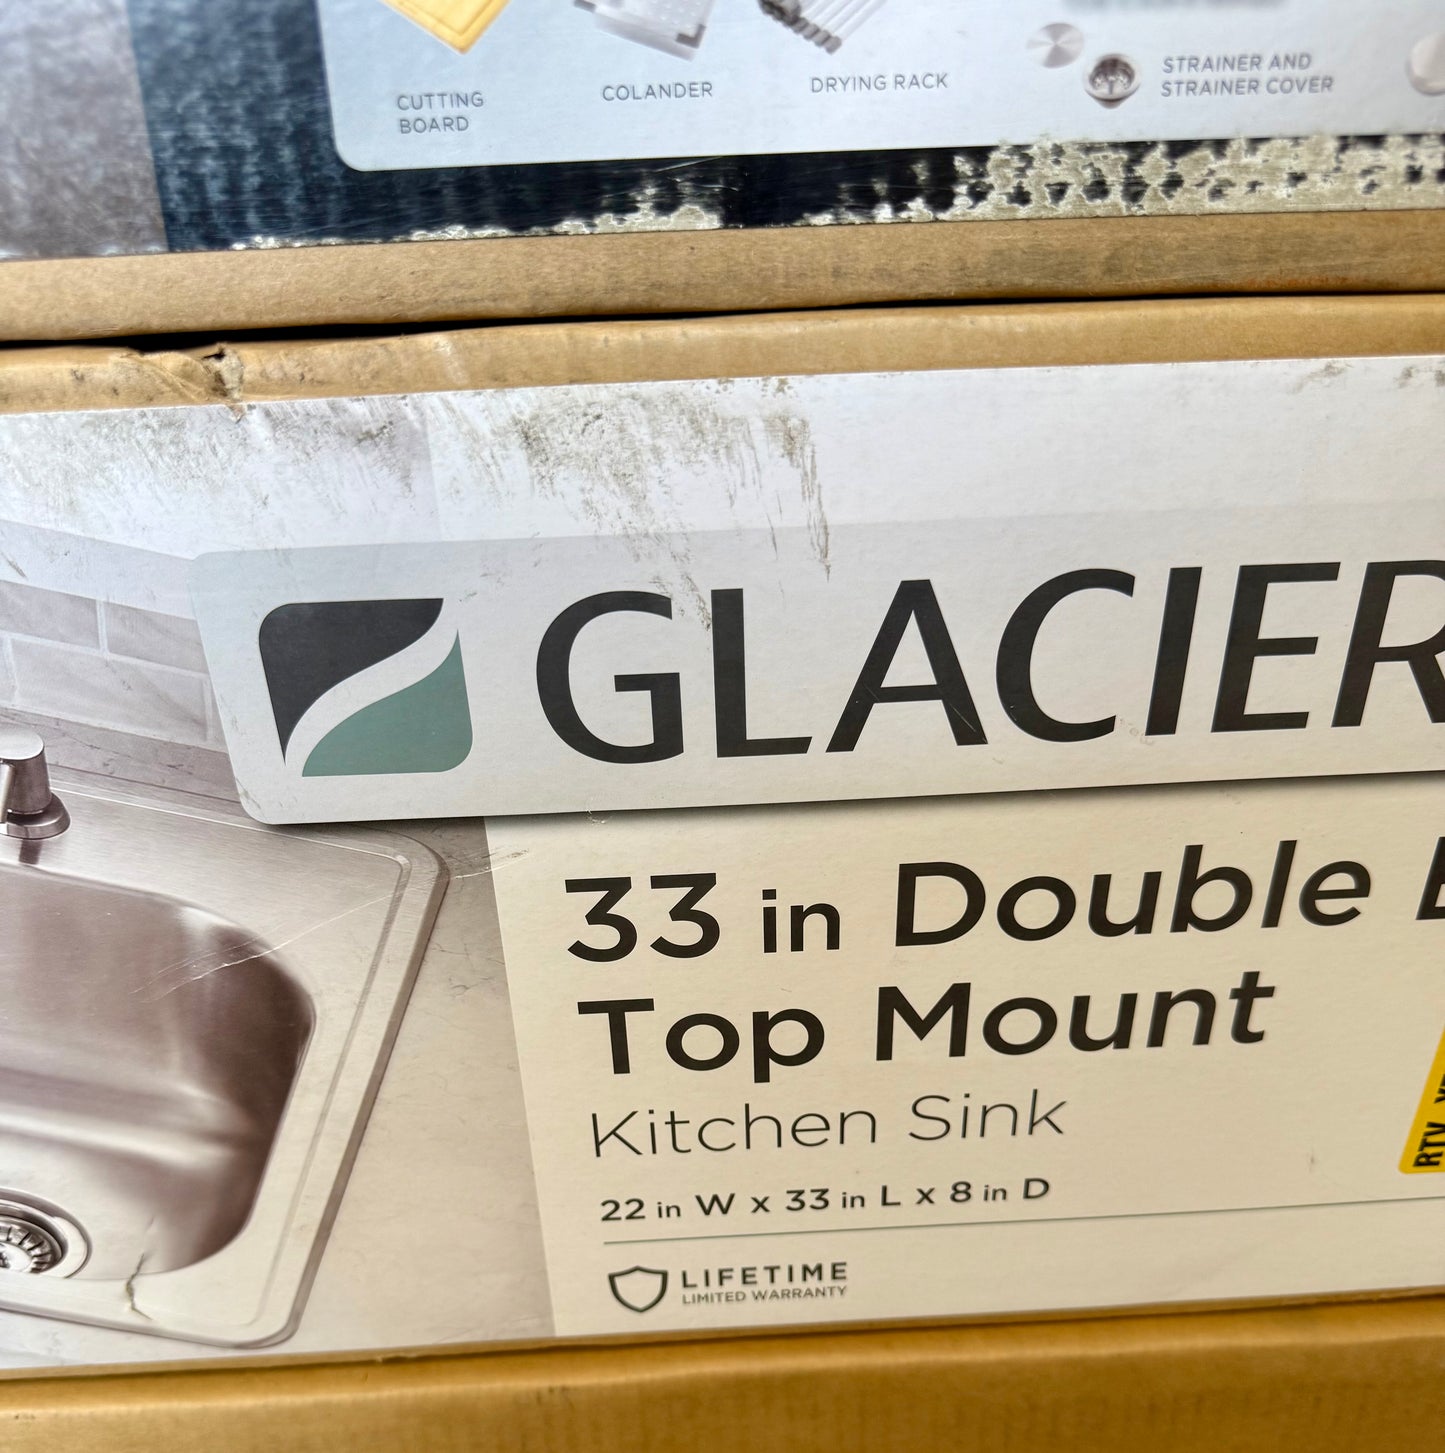 CUTTING
BOARD
COLANDER
DRYING RACK
STRAINER AND
STRAINER COVER
GLACIER
33 in Double
Top Mount
Kitchen Sink
22 in W x 33 in L x 8 in D
LIFETIME
LIMITED WARRANTY
RTV